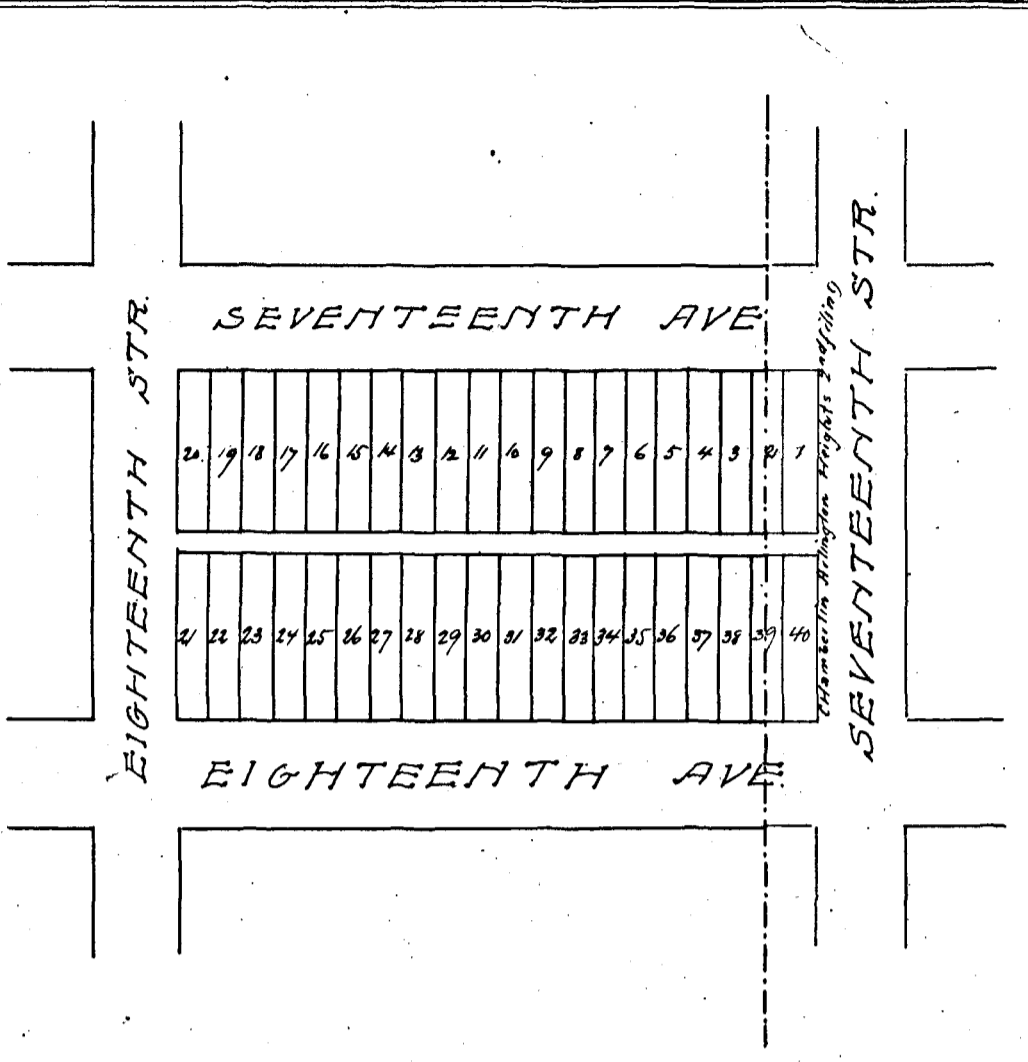 SEVENTEENTH AVE
EIGHTEENTH STR.
20. 19 18 17 16 15 14 13 12 11 10 9 8 7 6 5 4 3 2 1
21 22 23 24 25 26 27 28 29 30 31 32 33 34 35 36 37 38 39 40
Chamberlin Arlington Heights 2nd filing
SEVENTEENTH STR.
EIGHTEENTH AVE.